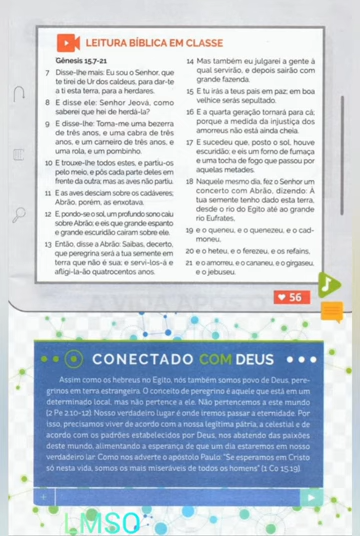 LEITURA BÍBLICA EM CLASSE
Gênesis 15.7-21
7 Disse-lhe mais: Eu sou o Senhor, que
te tirei de Ur dos caldeus, para dar-te
a ti esta terra, para a herdares.
8 E disse ele: Senhor Jeová, como
saberei que hei de herdá-la?
9 E disse-lhe: Toma-me uma bezerra
de três anos, e uma cabra de três
anos, e um carneiro de três anos, e
uma rola, e um pombinho.
10 E trouxe-lhe todos estes, e partiu-os
pelo meio, e pôs cada parte deles em
frente da outra; mas as aves não partiu.
11 E as aves desciam sobre os cadáveres;
Abrão, porém, as enxotava.
12 E, pondo-se o sol, um profundo sono caiu
sobre Abrão; e eis que grande espanto
e grande escuridão caíram sobre ele.
13 Então, disse a Abrão: Saibas, decerto,
que peregrina será a tua semente em
terra que não é sua; e servi-los-á e
afligi-la-ão quatrocentos anos.
14 Mas também eu julgarei a gente à
qual servirão, e depois sairão com
grande fazenda.
15 E tu irás a teus pais em paz; em boa
velhice serás sepultado.
16 E a quarta geração tornará para cá;
porque a medida da injustiça dos
amorreus não está ainda cheia.
17 E sucedeu que, posto o sol, houve
escuridão; e eis um forno de fumaça
e uma tocha de fogo que passou por
aquelas metades.
18 Naquele mesmo dia, fez o Senhor um
concerto com Abrão, dizendo: À
tua semente tenho dado esta terra,
desde o rio do Egito até ao grande
rio Eufrates,
19 e o queneu, e o quenezeu, e o cad-
moneu,
20 e o heteu, e o ferezeu, e os refains,
21 e o amorreu, e o cananeu, e o girgaseu,
e o jebuseu.
56
CONECTADO COM DEUS
Assim como os hebreus no Egito, nós também somos povo de Deus, pere-
grinos em terra estrangeira. O conceito de peregrino é aquele que está em um
determinado local, mas não pertence a ele. Não pertencemos a este mundo
(2 Pe 2.10-12). Nosso verdadeiro lugar é onde iremos passar a eternidade. Por
isso, precisamos viver de acordo com a nossa legítima pátria, a celestial e de
acordo com os padrões estabelecidos por Deus, nos abstendo das paixões
deste mundo, alimentando a esperança de que um dia estaremos em nosso
verdadeiro lar. Como nos adverte o apóstolo Paulo: "Se esperamos em Cristo
só nesta vida, somos os mais miseráveis de todos os homens" (1 Co 15.19).
LMSO